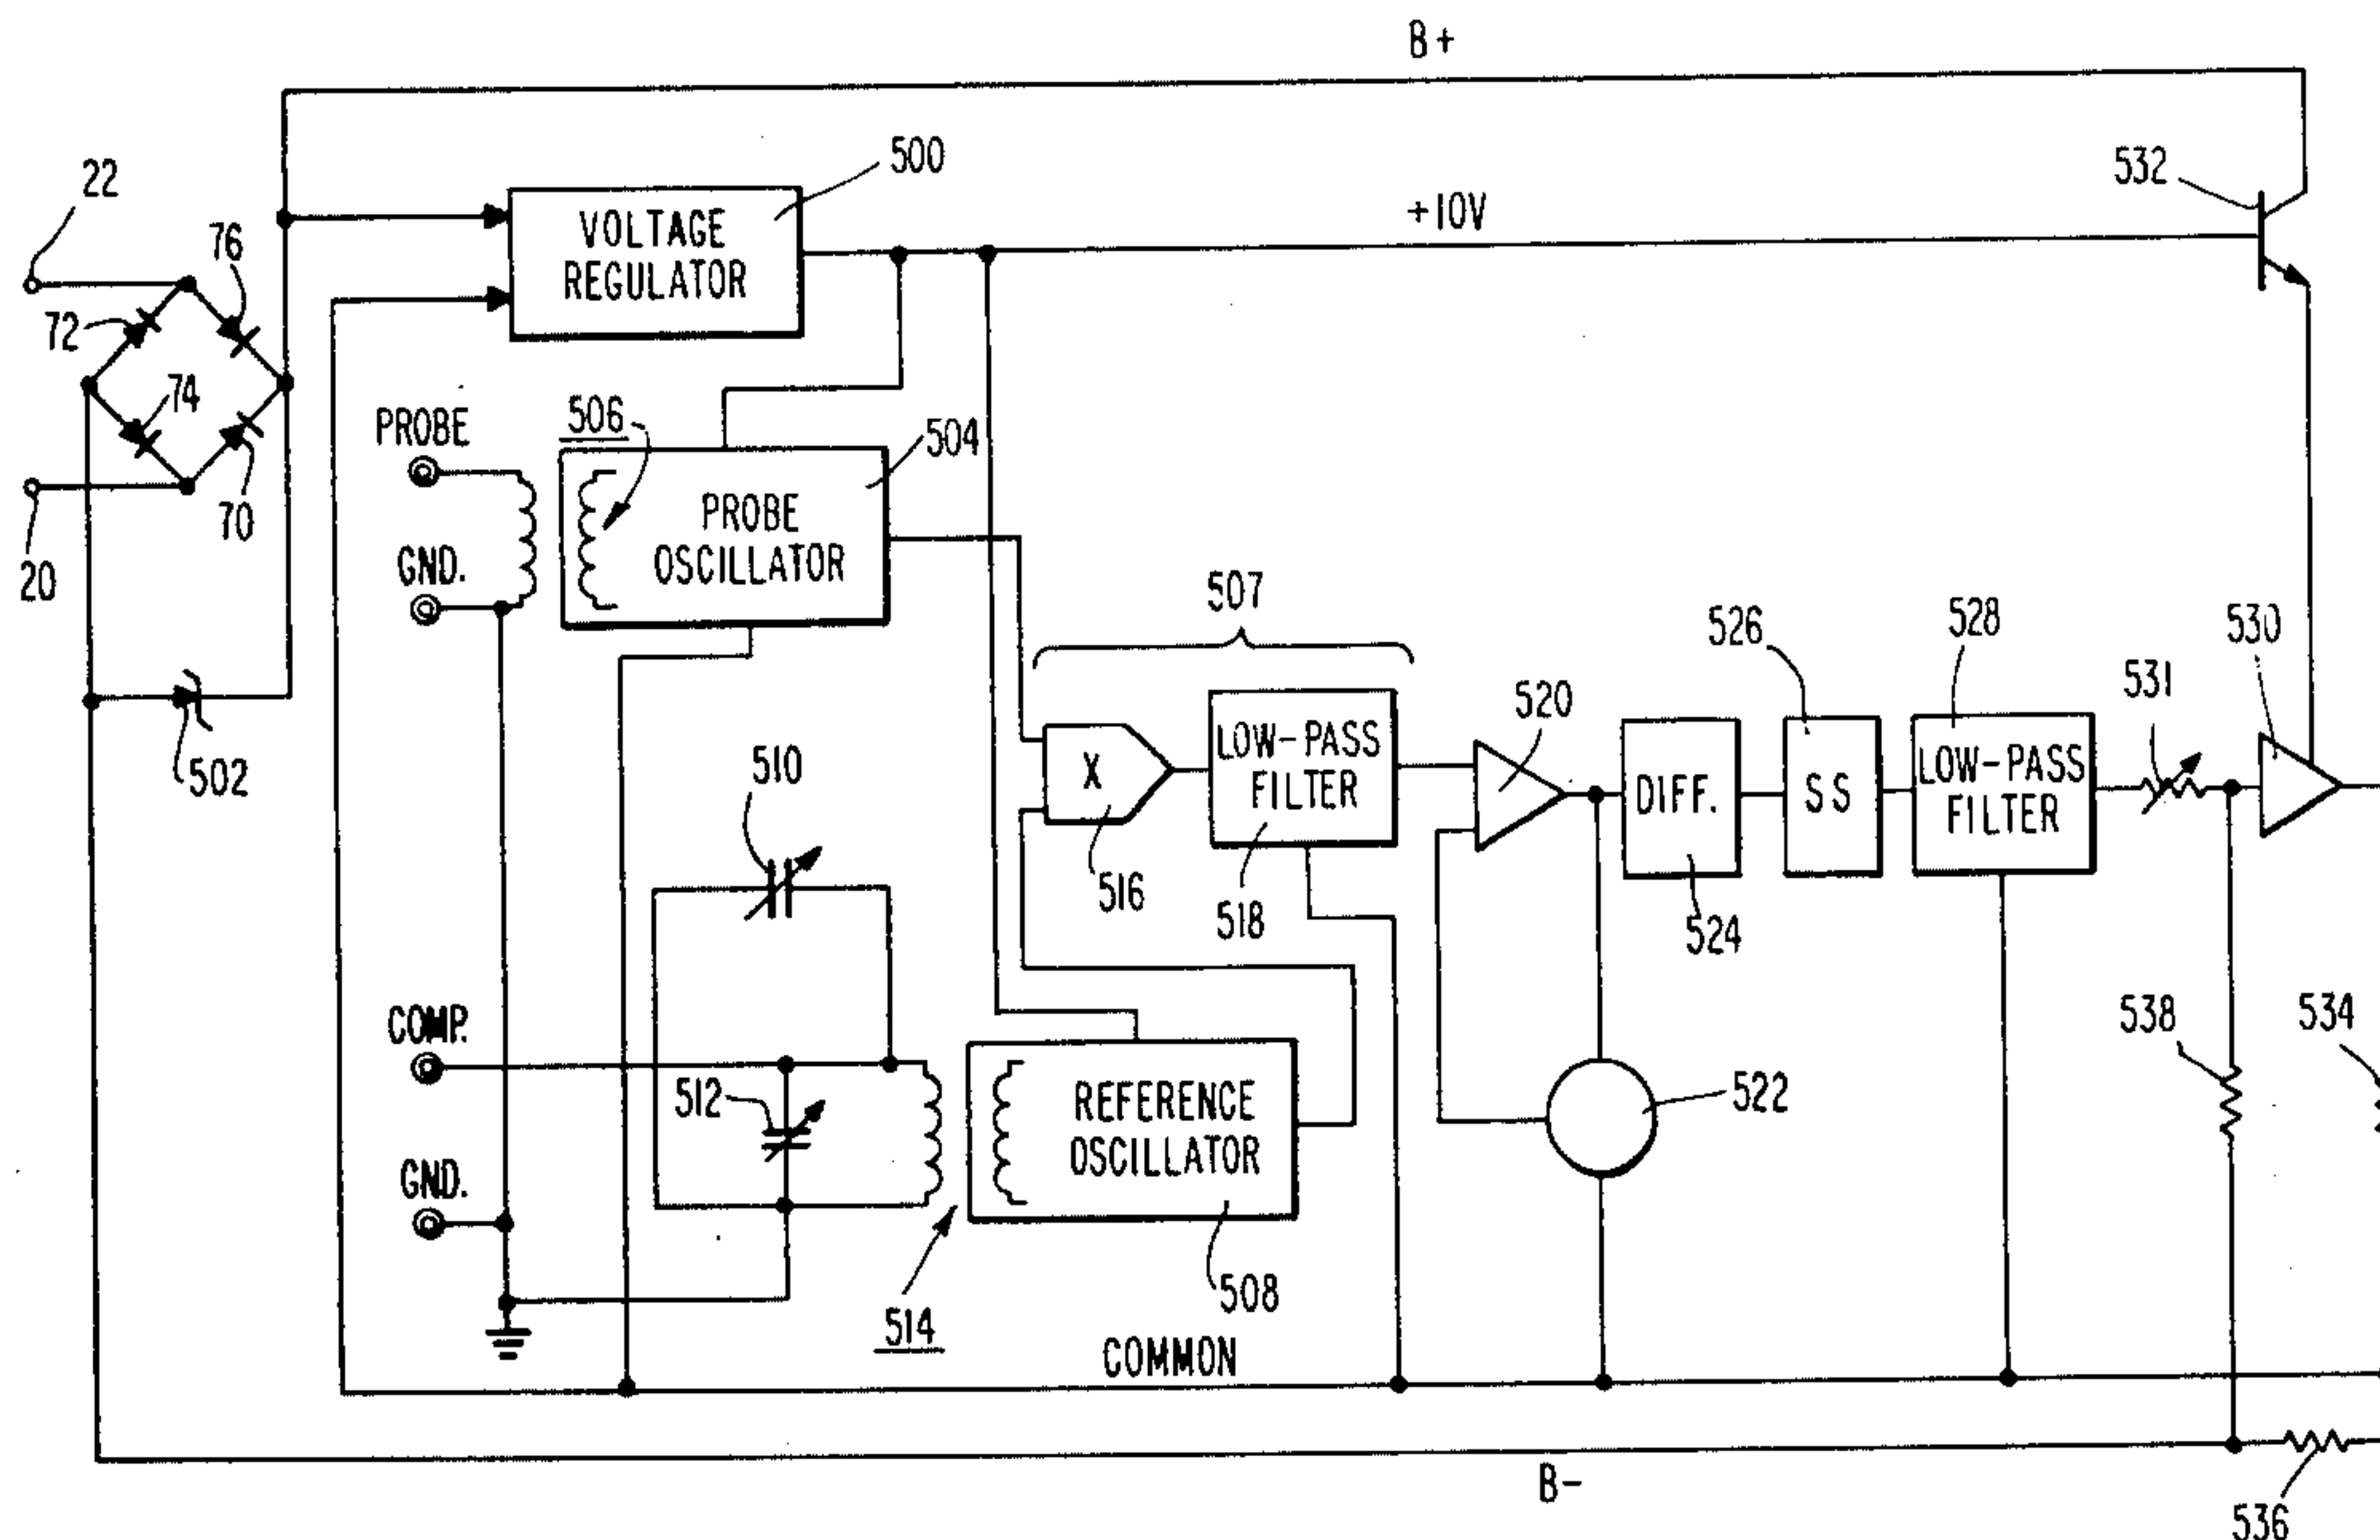 B+
22
76
VOLTAGE
REGULATOR
500
+10V
532
72
74
PROBE
506
504
PROBE
OSCILLATOR
GND.
70
20
507
526
528
530
531
502
520
510
X
LOW-PASS
FILTER
DIFF.
SS
LOW-PASS
FILTER
516
518
524
COMP.
512
REFERENCE
OSCILLATOR
522
538
534
GND.
508
514
COMMON
B-
536